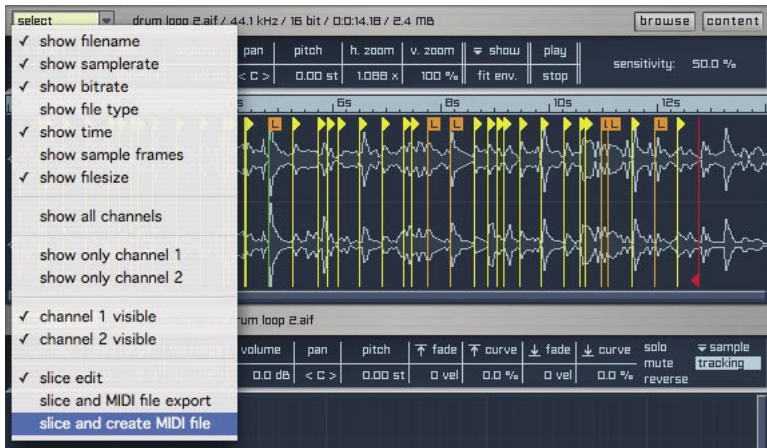 select drum loop 2.aif / 44.1 kHz / 16 bit / 0:0:14.18 / 2.4 MB browse content
✓ show filename
✓ show samplerate
✓ show bitrate
show file type
✓ show time
show sample frames
✓ show filesize
show all channels
show only channel 1
show only channel 2
✓ channel 1 visible
✓ channel 2 visible
✓ slice edit
slice and MIDI file export
slice and create MIDI file
pan pitch h. zoom v. zoom show play
sensitivity: 50.0 %
< C > 0.00 st 1.088 x 100 % fit env. stop
6s 8s 10s 12s
L L L L L L
rum loop 2.aif
volume pan pitch fade curve fade curve solo sample
mute tracking
0.0 dB < C > 0.00 st 0 vel 0.0 % 0 vel 0.0 % reverse